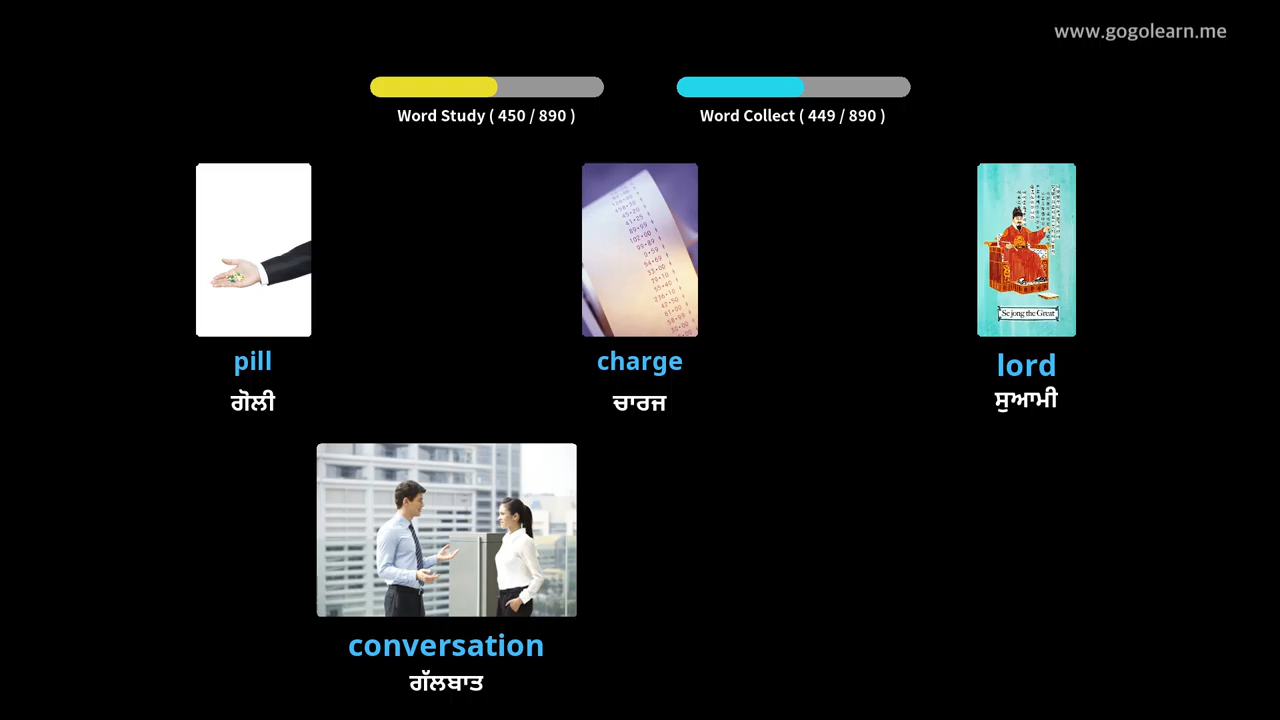 www.gogolearn.me
Word Study ( 450 / 890 )
Word Collect ( 449 / 890 )
Se jong the Great
pill
charge
lord
ਗੋਲੀ
ਚਾਰਜ
ਸੁਆਮੀ
conversation
ਗੱਲਬਾਤ